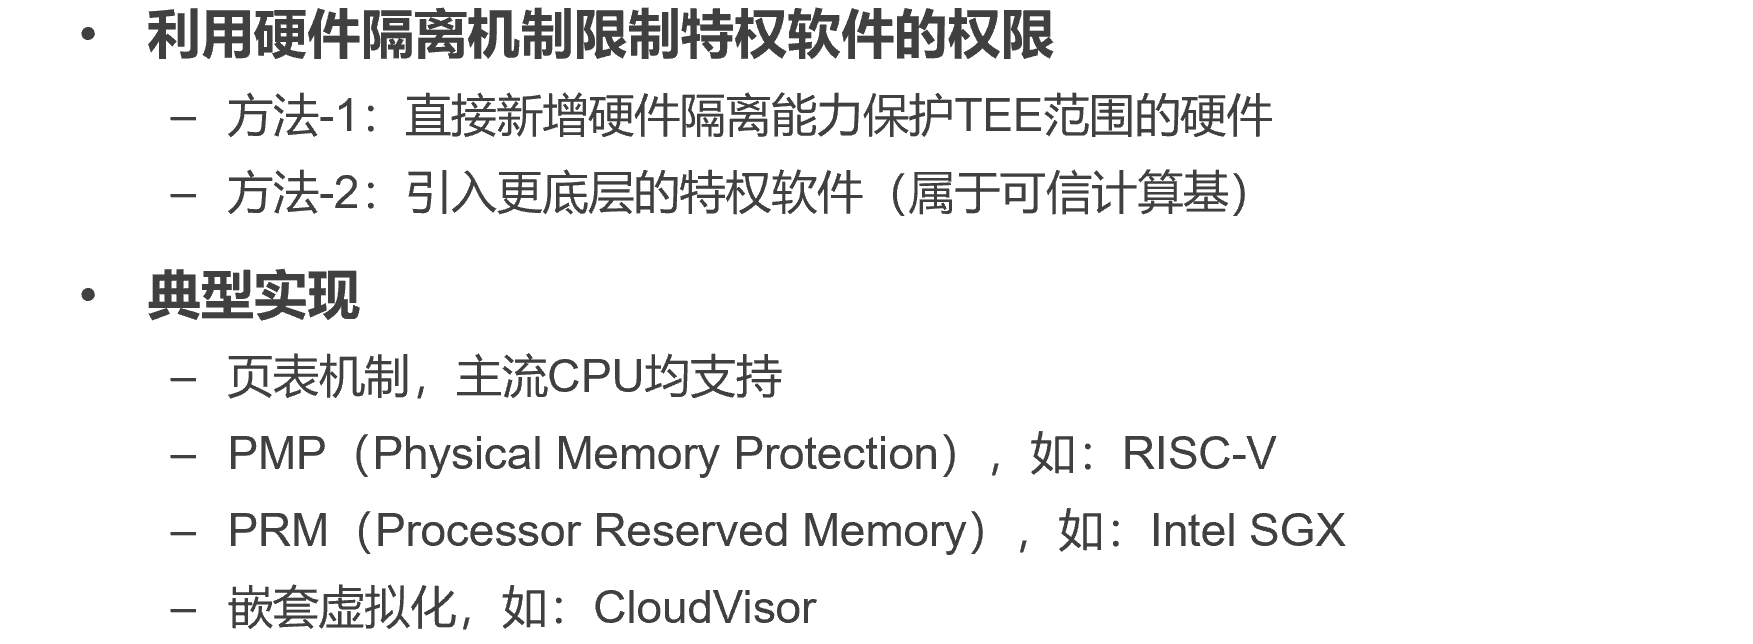 • 利用硬件隔离机制限制特权软件的权限
– 方法-1：直接新增硬件隔离能力保护TEE范围的硬件
– 方法-2：引入更底层的特权软件（属于可信计算基）
• 典型实现
– 页表机制，主流CPU均支持
– PMP（Physical Memory Protection），如：RISC-V
– PRM（Processor Reserved Memory），如：Intel SGX
– 嵌套虚拟化，如：CloudVisor